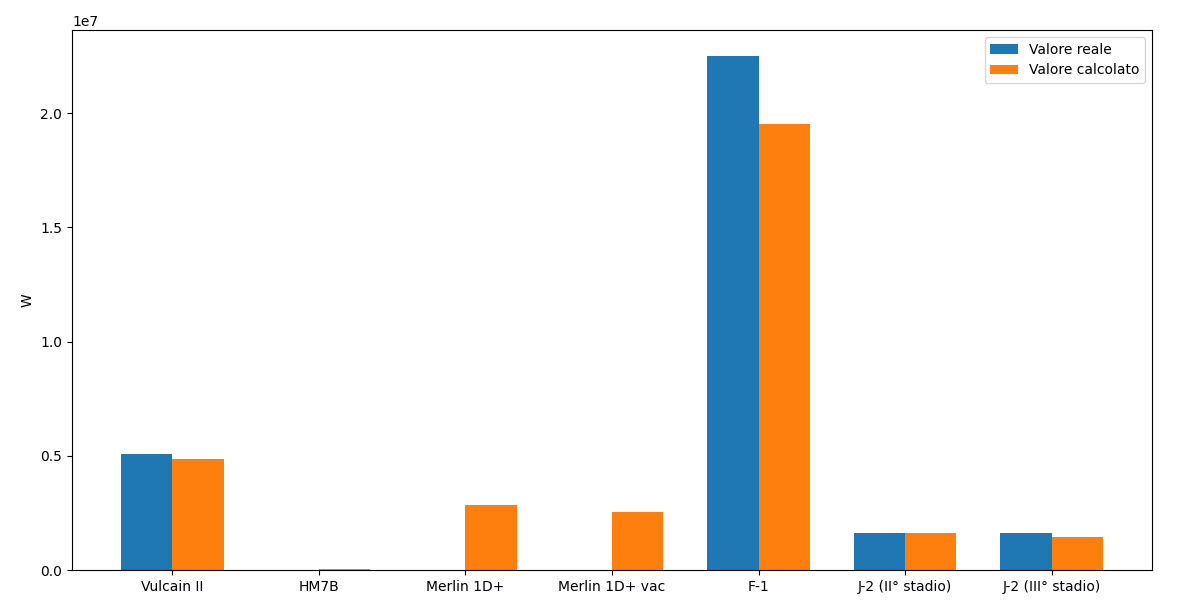 1e7
Valore reale
Valore calcolato
2.0
1.5
1.0
0.5
0.0
W
Vulcain II
HM7B
Merlin 1D+
Merlin 1D+ vac
F-1
J-2 (II° stadio)
J-2 (III° stadio)